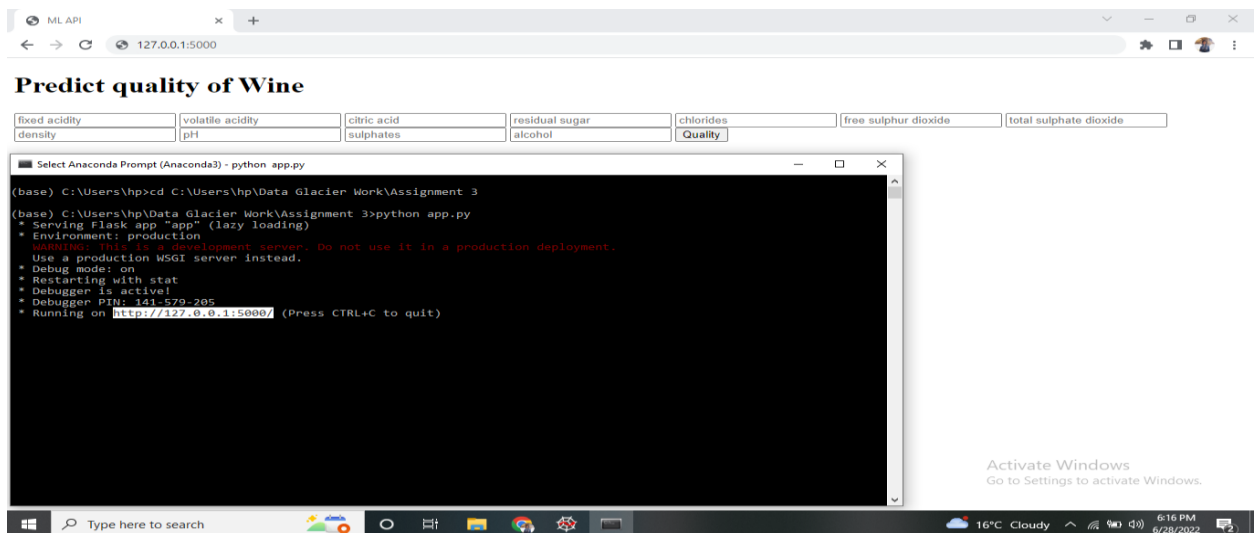 ML API
127.0.0.1:5000
Predict quality of Wine
fixed acidity volatile acidity citric acid residual sugar chlorides free sulphur dioxide total sulphate dioxide
density pH sulphates alcohol Quality
Select Anaconda Prompt (Anaconda3) - python app.py
(base) C:\Users\hp>cd C:\Users\hp\Data Glacier Work\Assignment 3
(base) C:\Users\hp\Data Glacier Work\Assignment 3>python app.py
* Serving Flask app "app" (lazy loading)
* Environment: production
WARNING: This is a development server. Do not use it in a production deployment.
Use a production WSGI server instead.
* Debug mode: on
* Restarting with stat
* Debugger is active!
* Debugger PIN: 141-579-205
* Running on http://127.0.0.1:5000/ (Press CTRL+C to quit)
Activate Windows
Go to Settings to activate Windows.
Type here to search
16°C Cloudy
6:16 PM
6/28/2022
2